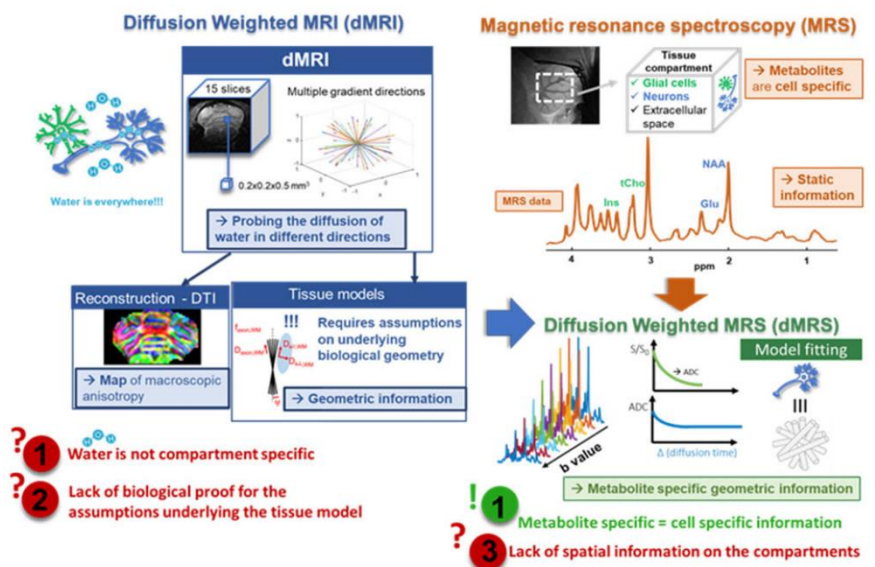 Diffusion Weighted MRI (dMRI)
dMRI
15 slices
Multiple gradient directions
H O H
H O H
H O H
Water is everywhere!!!
0.2x0.2x0.5 mm³
z
y
x
1
0
-1
-1
0
1
→ Probing the diffusion of
water in different directions
Reconstruction - DTI
→ Map of macroscopic
anisotropy
Tissue models
!!!
Requires assumptions
on underlying
biological geometry
→ Geometric information
?
1
H O H
Water is not compartment specific
?
2
Lack of biological proof for the
assumptions underlying the tissue model
Magnetic resonance spectroscopy (MRS)
Tissue
compartment
✓ Glial cells
✓ Neurons
✓ Extracellular
space
→ Metabolites
are cell specific
MRS data
Ins
tCho
Glu
NAA
→ Static
information
4 3 2 1
ppm
Diffusion Weighted MRS (dMRS)
b value
S/S₀
→ ADC
ADC
Δ (diffusion time)
Model fitting
→ Metabolite specific geometric information
!
1
Metabolite specific = cell specific information
?
3
Lack of spatial information on the compartments